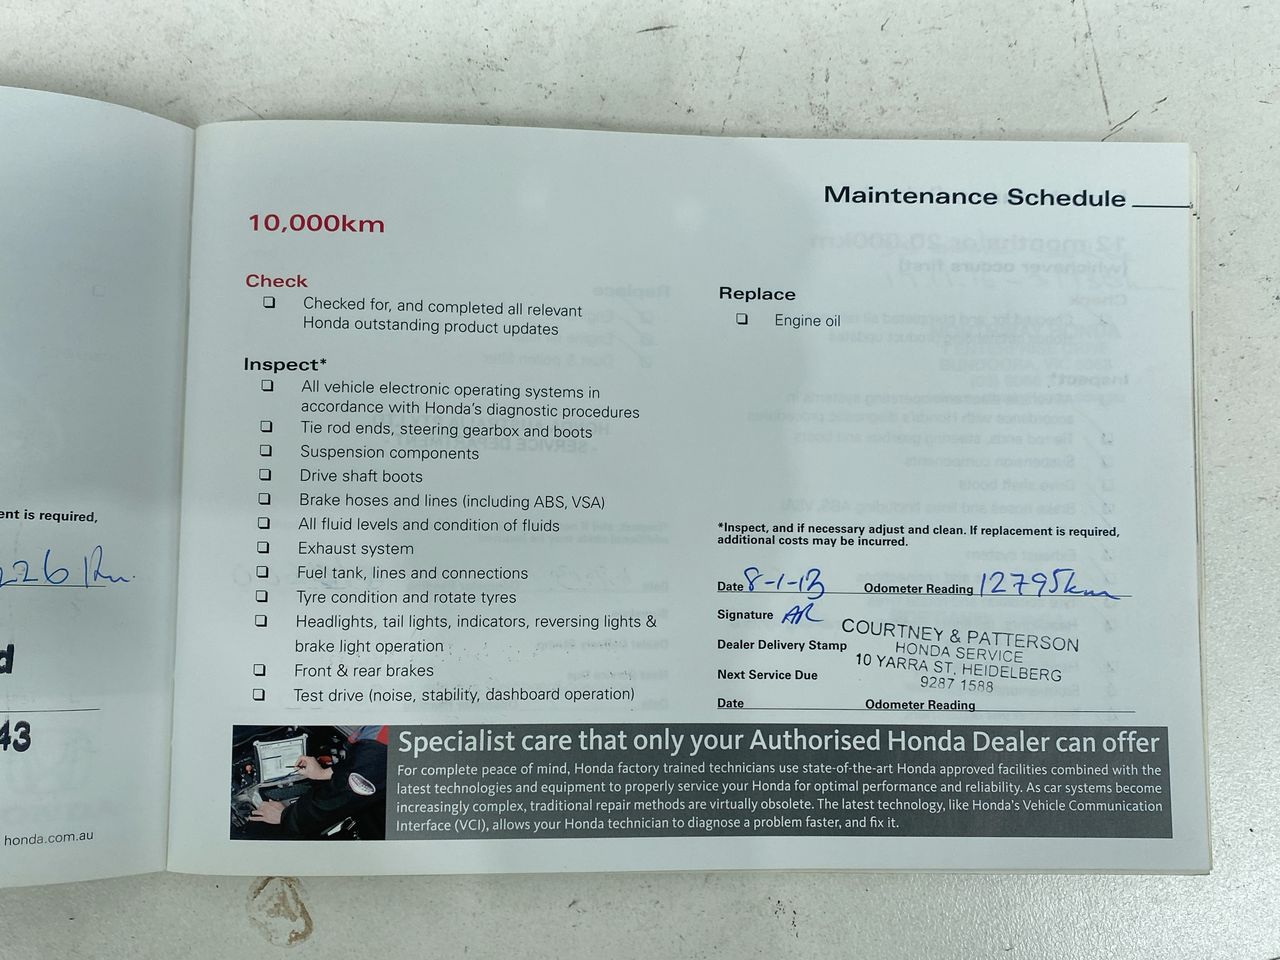 Maintenance Schedule
10,000km
Check
Checked for, and completed all relevant
Honda outstanding product updates
Inspect*
All vehicle electronic operating systems in
accordance with Honda's diagnostic procedures
Tie rod ends, steering gearbox and boots
Suspension components
Drive shaft boots
Brake hoses and lines (including ABS, VSA)
All fluid levels and condition of fluids
Exhaust system
Fuel tank, lines and connections
Tyre condition and rotate tyres
Headlights, tail lights, indicators, reversing lights &
brake light operation
Front & rear brakes
Test drive (noise, stability, dashboard operation)
Replace
Engine oil
*Inspect, and if necessary adjust and clean. If replacement is required,
additional costs may be incurred.
Date 8-1-13 Odometer Reading 12795km
Signature AR
Dealer Delivery Stamp
COURTNEY & PATTERSON
HONDA SERVICE
10 YARRA ST. HEIDELBERG
9287 1588
Next Service Due
Date Odometer Reading
Specialist care that only your Authorised Honda Dealer can offer
For complete peace of mind, Honda factory trained technicians use state-of-the-art Honda approved facilities combined with the
latest technologies and equipment to properly service your Honda for optimal performance and reliability. As car systems become
increasingly complex, traditional repair methods are virtually obsolete. The latest technology, like Honda's Vehicle Communication
Interface (VCI), allows your Honda technician to diagnose a problem faster, and fix it.
ent is required,
226 km
d
43
honda.com.au